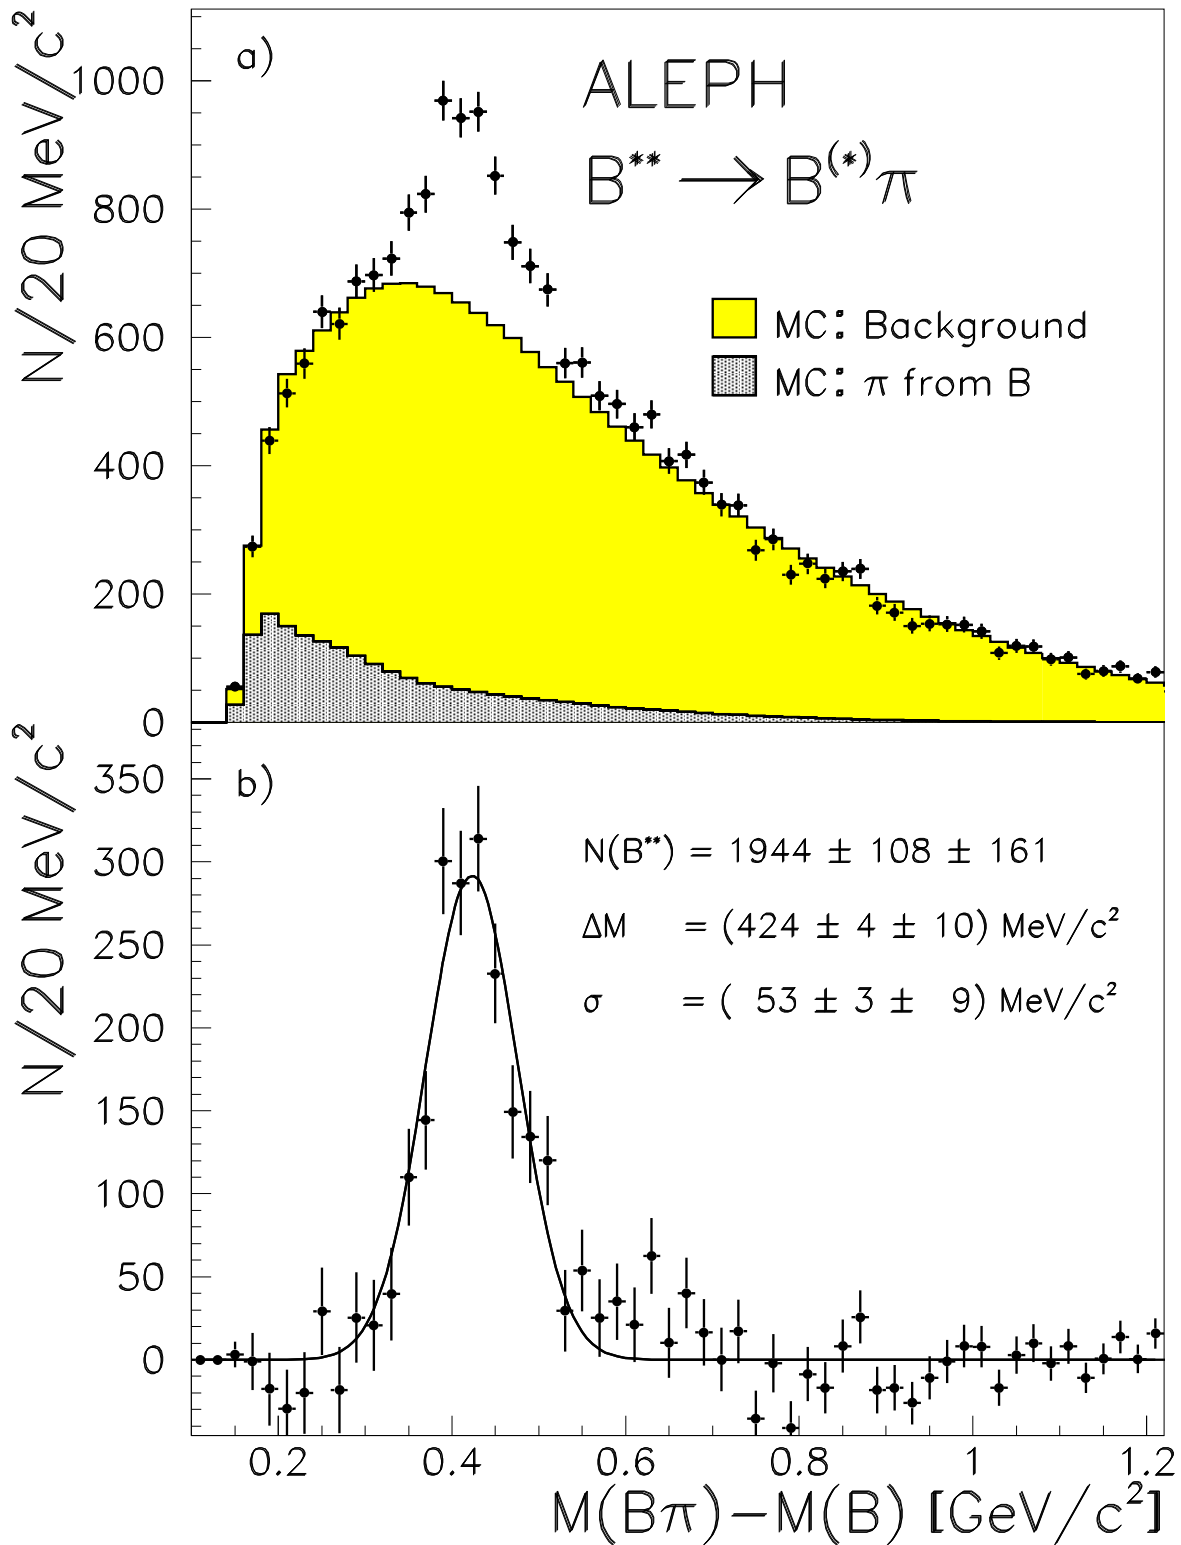 a)
ALEPH
B** → B(*)π
N/20 MeV/c²
1000
800
600
400
200
0
MC: Background
MC: π from B
b)
N/20 MeV/c²
350
300
250
200
150
100
50
0
N(B**) = 1944 ± 108 ± 161
ΔM = (424 ± 4 ± 10) MeV/c²
σ = ( 53 ± 3 ± 9) MeV/c²
0.2 0.4 0.6 0.8 1 1.2
M(Bπ)−M(B) [GeV/c²]